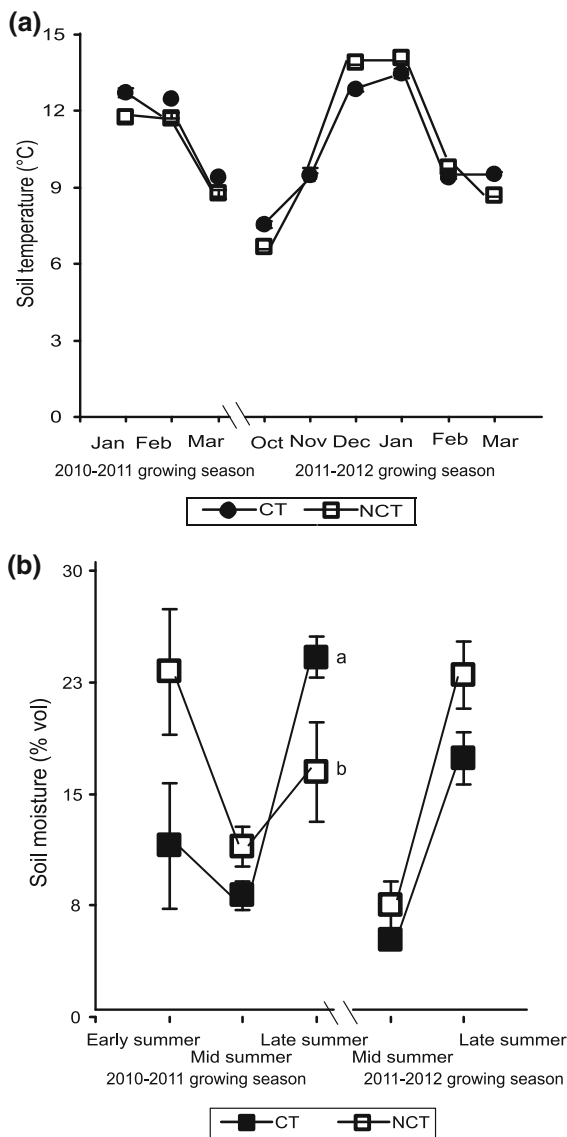 (a)
Soil temperature (°C)
15
12
9
6
3
0
Jan Feb Mar Oct Nov Dec Jan Feb Mar
2010-2011 growing season 2011-2012 growing season
CT NCT
(b)
Soil moisture (% vol)
30
23
15
8
0
a
b
Early summer Late summer Late summer
Mid summer Mid summer
2010-2011 growing season 2011-2012 growing season
CT NCT